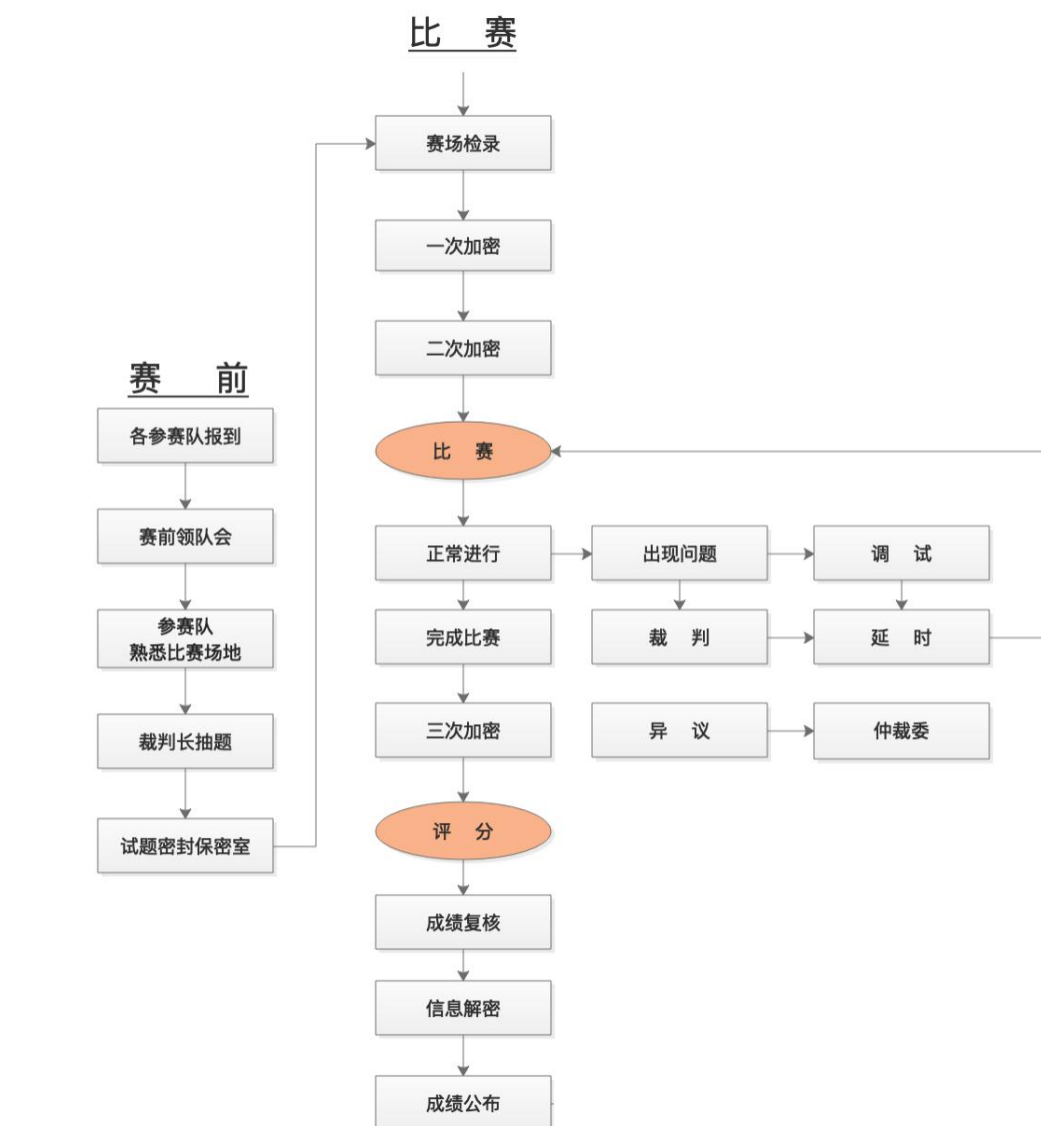 比 赛
赛场检录
一次加密
二次加密
赛 前
各参赛队报到
比 赛
赛前领队会
正常进行
出现问题
调 试
参赛队
熟悉比赛场地
完成比赛
裁 判
延 时
裁判长抽题
三次加密
异 议
仲裁委
试题密封保密室
评 分
成绩复核
信息解密
成绩公布